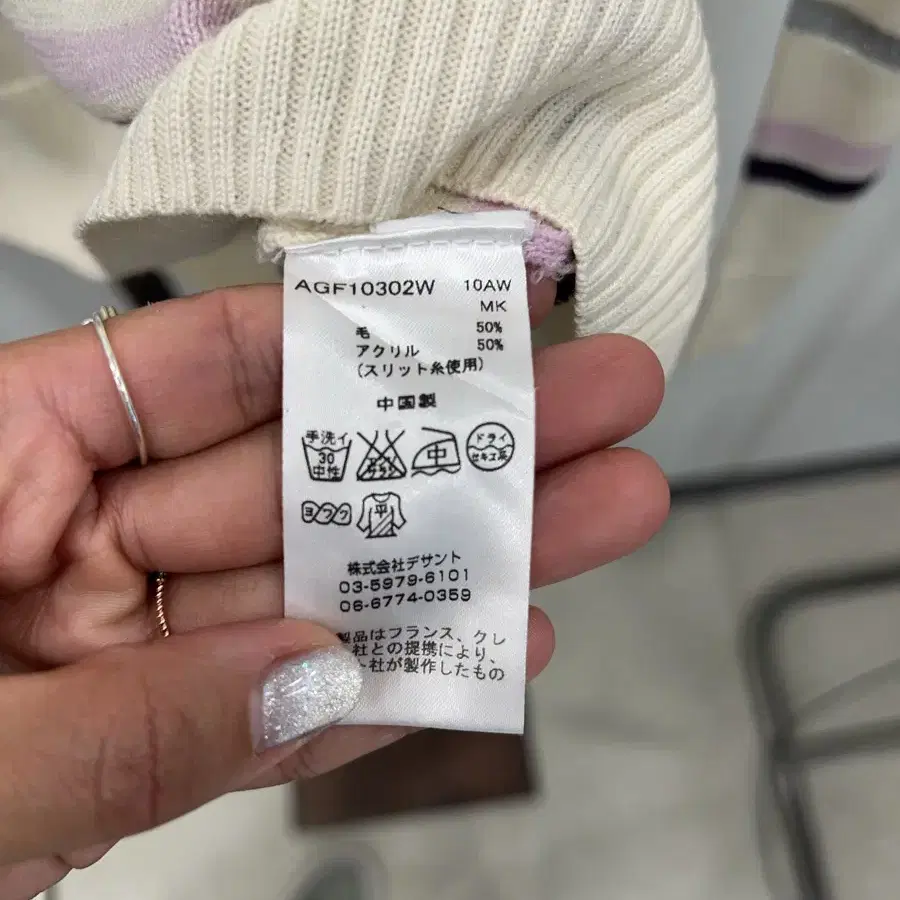 AGF10302W 10AW
MK
毛 50%
アクリル 50%
(スリット糸使用)
中国製
手洗イ
30
中性
中
ドライ
セキユ系
ヨワク
平
株式会社デサント
03-5979-6101
06-6774-0359
製品はフランス、クレ
社との提携により、
ト社が製作したもの